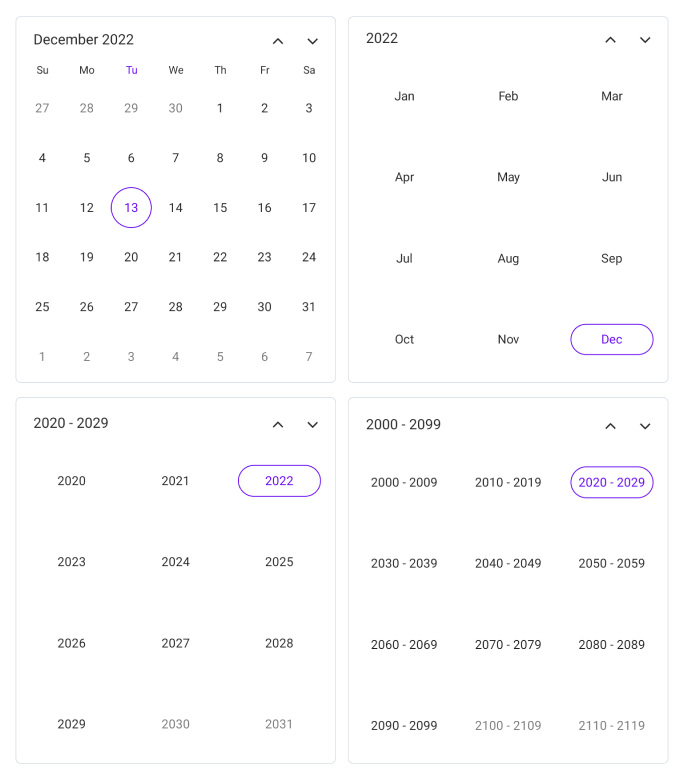 December 2022
Su Mo Tu We Th Fr Sa
27 28 29 30 1 2 3
4 5 6 7 8 9 10
11 12 13 14 15 16 17
18 19 20 21 22 23 24
25 26 27 28 29 30 31
1 2 3 4 5 6 7
2022
Jan Feb Mar
Apr May Jun
Jul Aug Sep
Oct Nov Dec
2020 - 2029
2020 2021 2022
2023 2024 2025
2026 2027 2028
2029 2030 2031
2000 - 2099
2000 - 2009 2010 - 2019 2020 - 2029
2030 - 2039 2040 - 2049 2050 - 2059
2060 - 2069 2070 - 2079 2080 - 2089
2090 - 2099 2100 - 2109 2110 - 2119